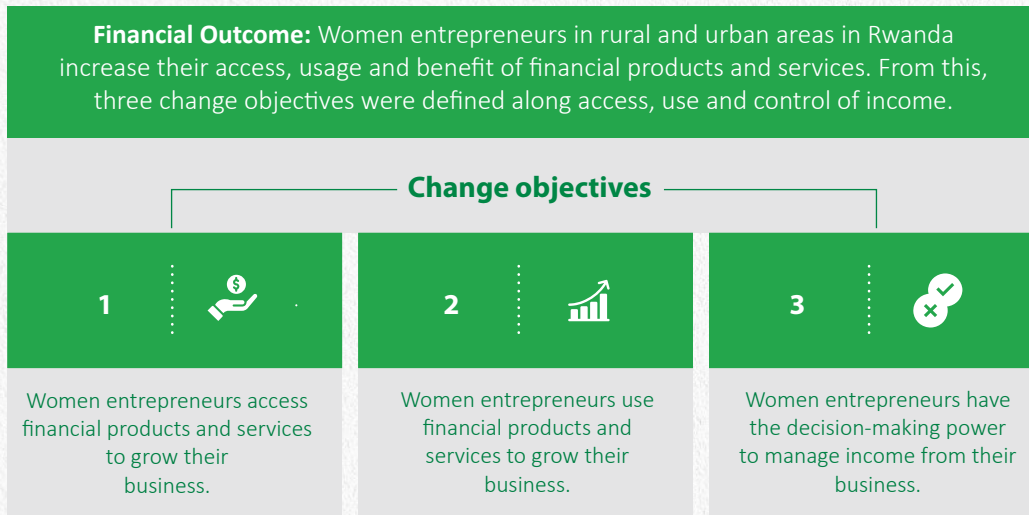 Financial Outcome: Women entrepreneurs in rural and urban areas in Rwanda
increase their access, usage and benefit of financial products and services. From this,
three change objectives were defined along access, use and control of income.
Change objectives
1
$
2
3
Women entrepreneurs access
financial products and services
to grow their
business.
Women entrepreneurs use
financial products and
services to grow their
business.
Women entrepreneurs have
the decision-making power
to manage income from their
business.